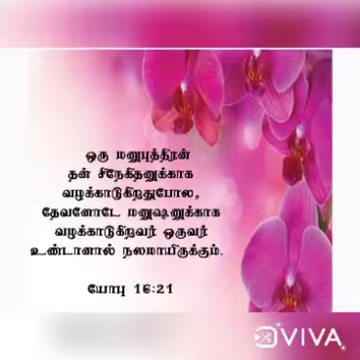 ஒரு மனுபுத்திரன்
தன் சிநேகிதனுக்காக
வழக்காடுகிறதுபோல,
தேவனோடே மனுஷனுக்காக
வழக்காடுகிறவர் ஒருவர்
உண்டானால் நலமாயிருக்கும்.
யோபு 16:21
VIVA